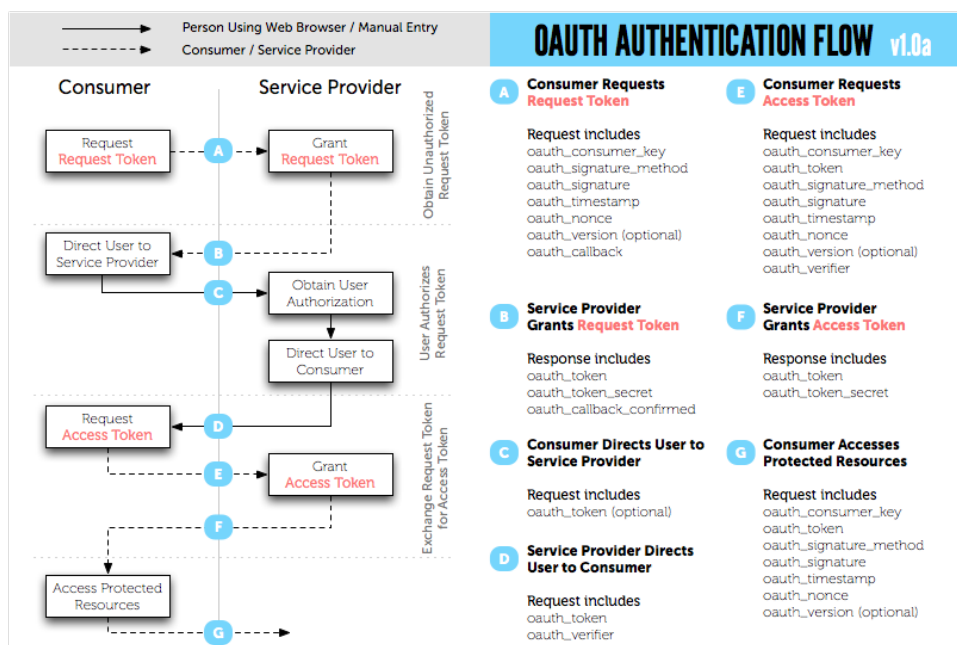 Person Using Web Browser / Manual Entry
Consumer / Service Provider
OAUTH AUTHENTICATION FLOW v1.0a
Consumer
Service Provider
Request
Request Token
A
Grant
Request Token
Obtain Unauthorized
Request Token
Direct User to
Service Provider
B
C
Obtain User
Authorization
Direct User to
Consumer
User Authorizes
Request Token
Request
Access Token
D
E
Grant
Access Token
F
Exchange Request Token
for Access Token
Access Protected
Resources
G
A
Consumer Requests
Request Token
Request includes
oauth_consumer_key
oauth_signature_method
oauth_signature
oauth_timestamp
oauth_nonce
oauth_version (optional)
oauth_callback
B
Service Provider
Grants Request Token
Response includes
oauth_token
oauth_token_secret
oauth_callback_confirmed
C
Consumer Directs User to
Service Provider
Request includes
oauth_token (optional)
D
Service Provider Directs
User to Consumer
Request includes
oauth_token
oauth_verifier
E
Consumer Requests
Access Token
Request includes
oauth_consumer_key
oauth_token
oauth_signature_method
oauth_signature
oauth_timestamp
oauth_nonce
oauth_version (optional)
oauth_verifier
F
Service Provider
Grants Access Token
Response includes
oauth_token
oauth_token_secret
G
Consumer Accesses
Protected Resources
Request includes
oauth_consumer_key
oauth_token
oauth_signature_method
oauth_signature
oauth_timestamp
oauth_nonce
oauth_version (optional)